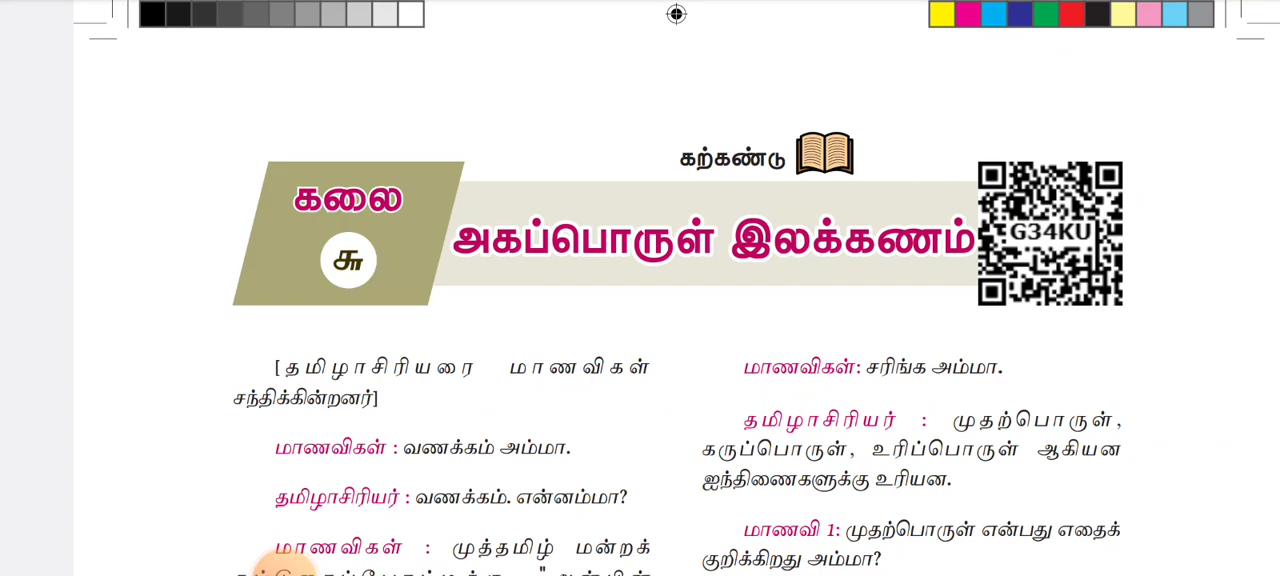 கற்கண்டு
கலை
௬
அகப்பொருள் இலக்கணம்
G34KU
[தமிழாசிரியரை மாணவிகள்
சந்திக்கின்றனர்]
மாணவிகள் : வணக்கம் அம்மா.
தமிழாசிரியர் : வணக்கம். என்னம்மா?
மாணவிகள் : முத்தமிழ் மன்றக்
மாணவிகள்: சரிங்க அம்மா.
தமிழாசிரியர் : முதற்பொருள்,
கருப்பொருள், உரிப்பொருள் ஆகியன
ஐந்திணைகளுக்கு உரியன.
மாணவி 1: முதற்பொருள் என்பது எதைக்
குறிக்கிறது அம்மா?